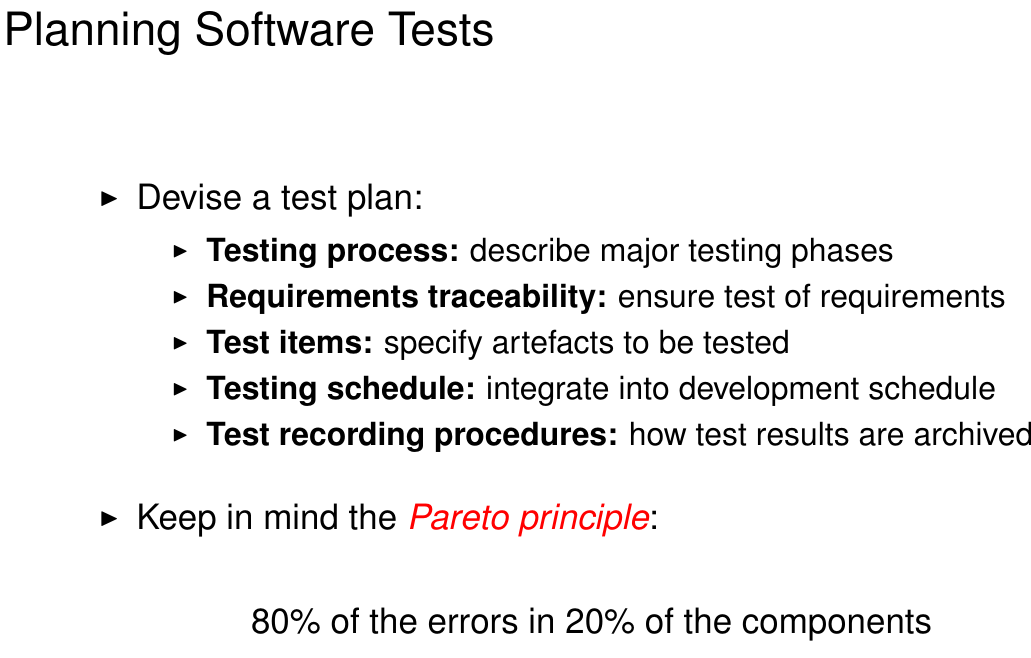 Planning Software Tests
▶ Devise a test plan:
▶ Testing process: describe major testing phases
▶ Requirements traceability: ensure test of requirements
▶ Test items: specify artefacts to be tested
▶ Testing schedule: integrate into development schedule
▶ Test recording procedures: how test results are archived
▶ Keep in mind the Pareto principle:
80% of the errors in 20% of the components